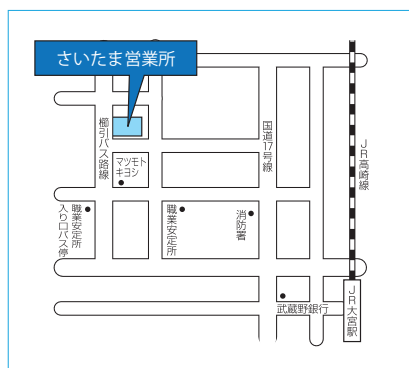 さいたま営業所
櫛引バス路線
国道17号線
JR高崎線
マツモト
キヨシ
職業安定所
入り口バス停
職業安定所
消防署
JR大宮駅
武蔵野銀行